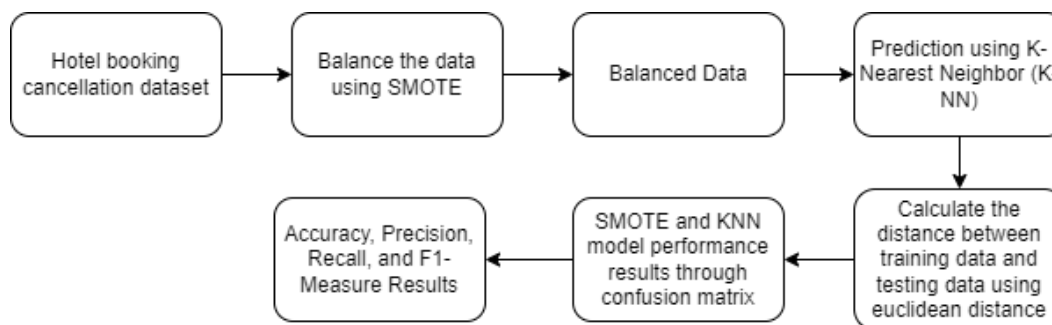 Hotel booking
cancellation dataset
Balance the data
using SMOTE
Balanced Data
Prediction using K-
Nearest Neighbor (K-
NN)
Calculate the
distance between
training data and
testing data using
euclidean distance
SMOTE and KNN
model performance
results through
confusion matrix
Accuracy, Precision,
Recall, and F1-
Measure Results